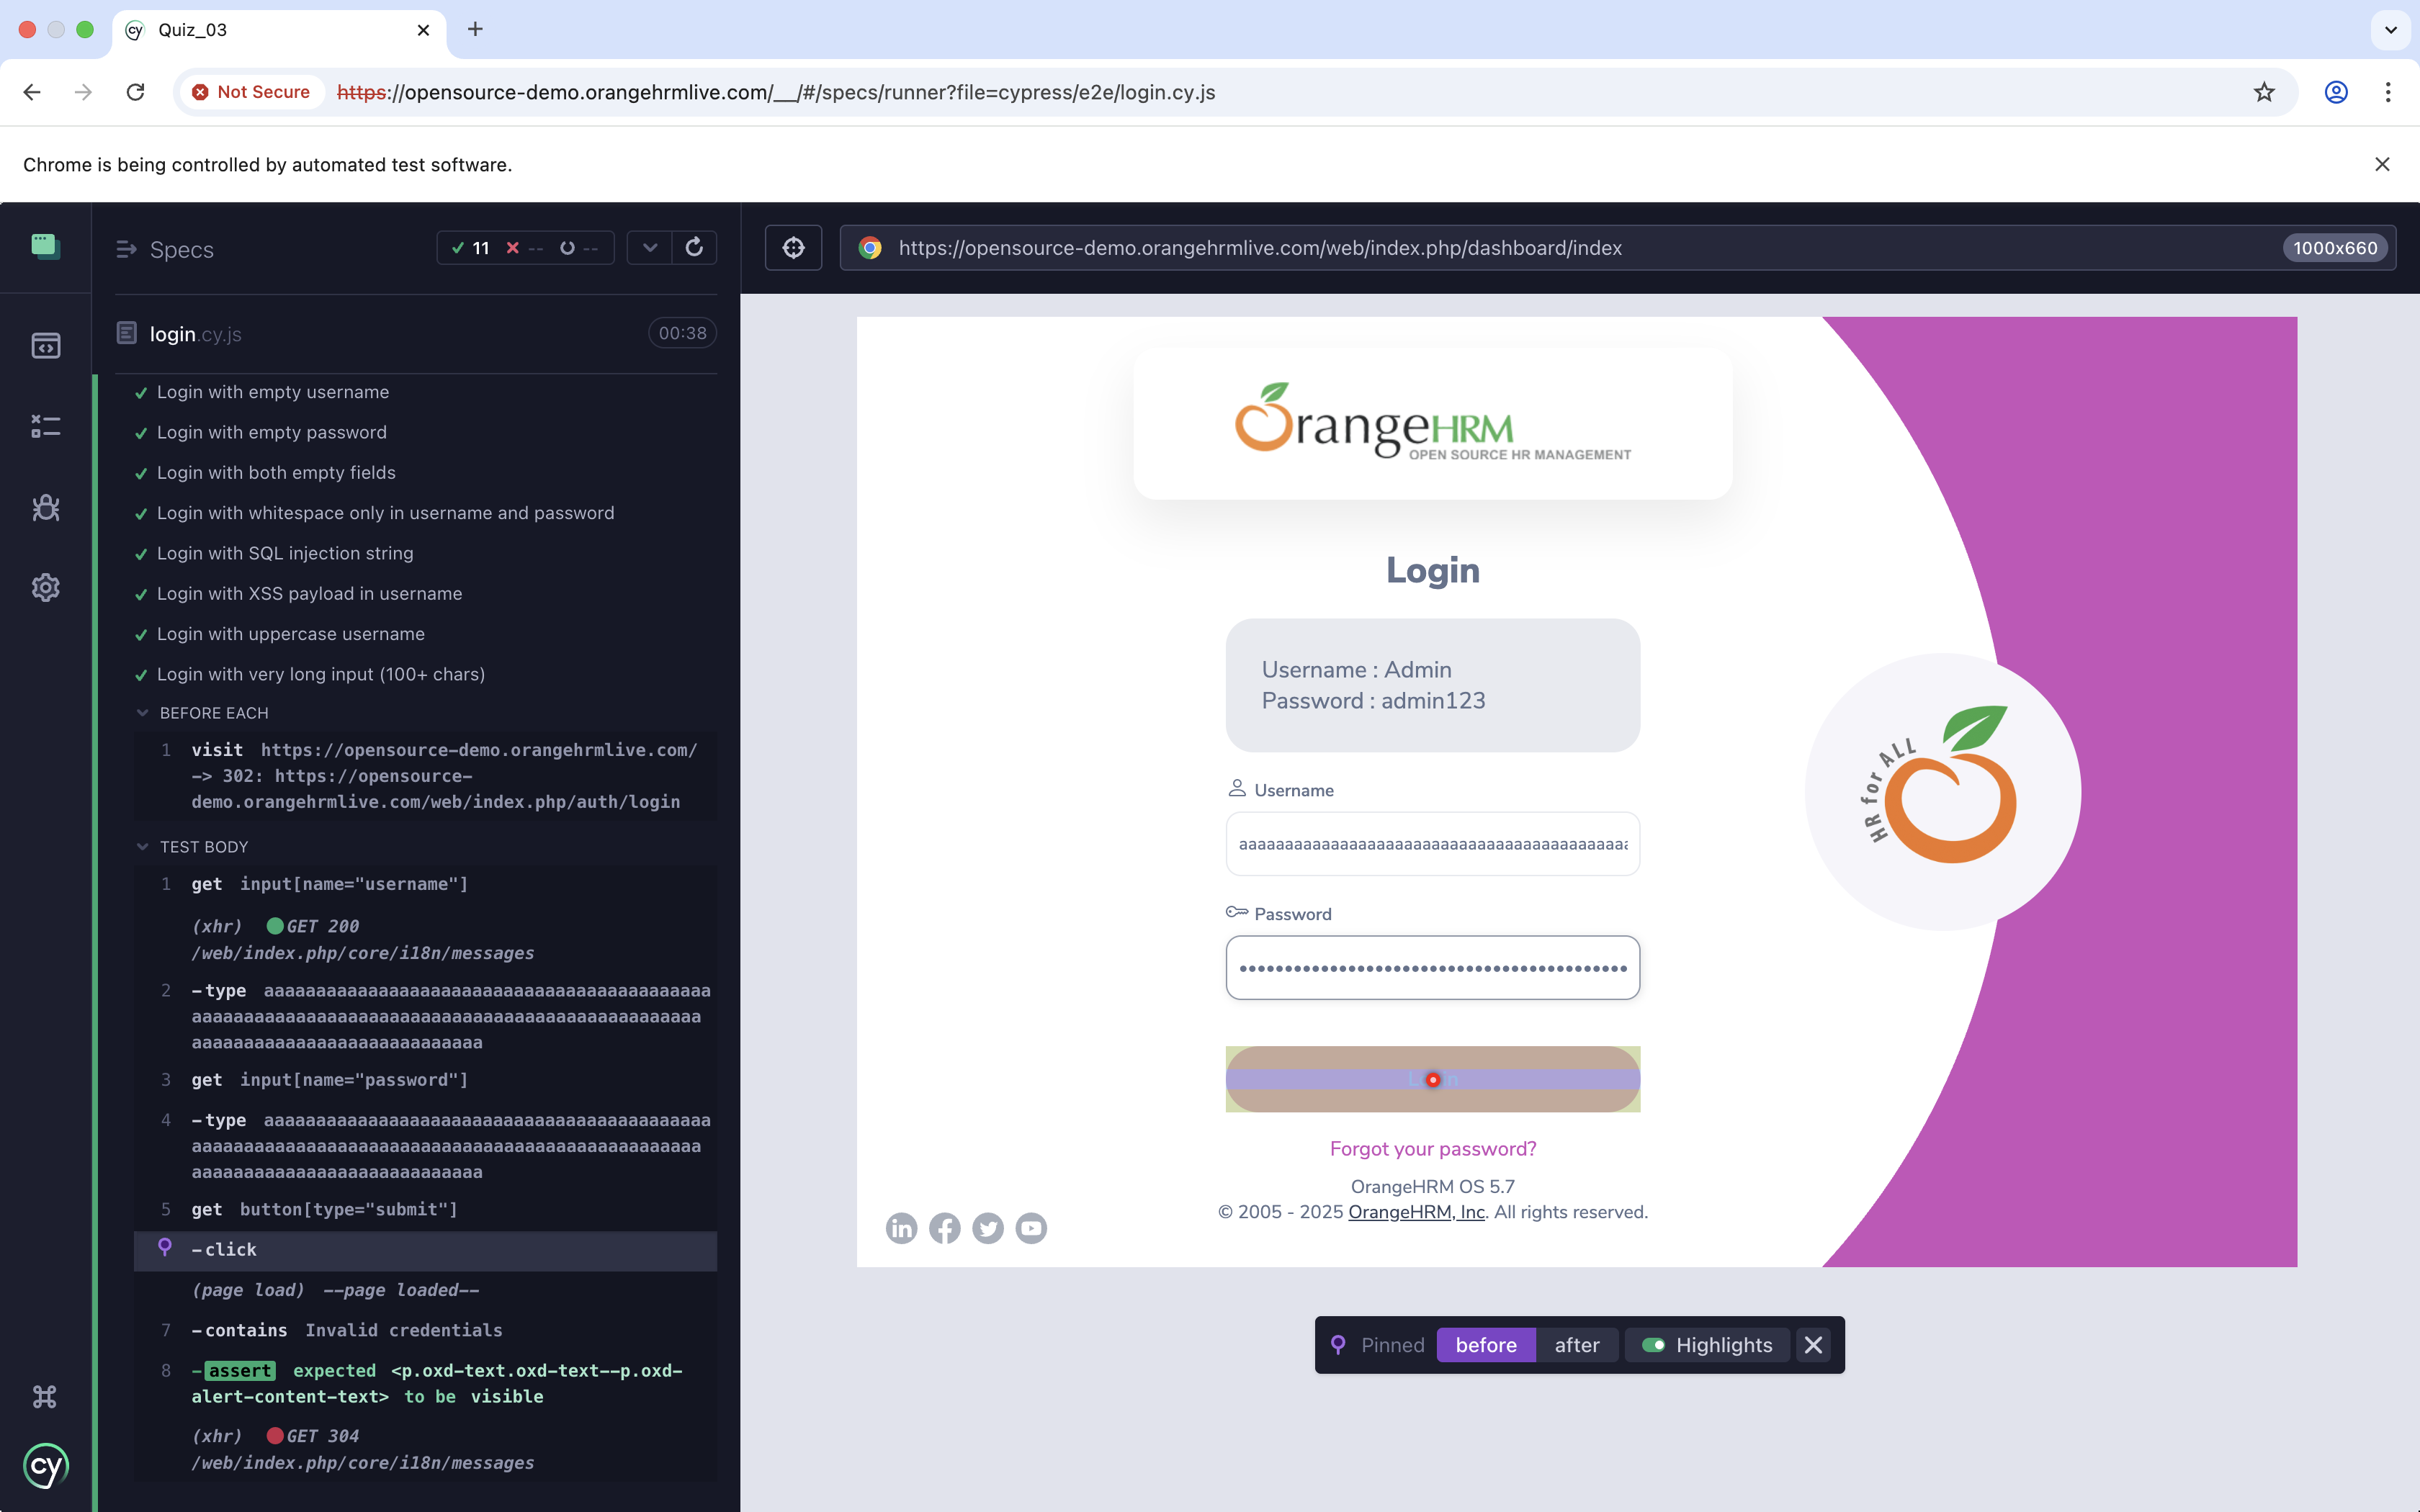 Quiz_03
Not Secure
https://opensource-demo.orangehrmlive.com/__/#/specs/runner?file=cypress/e2e/login.cy.js
Chrome is being controlled by automated test software.
Specs
11 -- --
login.cy.js
00:38
Login with empty username
Login with empty password
Login with both empty fields
Login with whitespace only in username and password
Login with SQL injection string
Login with XSS payload in username
Login with uppercase username
Login with very long input (100+ chars)
BEFORE EACH
1 visit https://opensource-demo.orangehrmlive.com/
-> 302: https://opensource-
demo.orangehrmlive.com/web/index.php/auth/login
TEST BODY
1 get input[name="username"]
(xhr) GET 200
/web/index.php/core/i18n/messages
2 -type
3 get input[name="password"]
4 -type
5 get button[type="submit"]
-click
(page load) --page loaded--
7 -contains Invalid credentials
8 -assert expected <p.oxd-text.oxd-text--p.oxd-
alert-content-text> to be visible
(xhr) GET 304
/web/index.php/core/i18n/messages
cy
https://opensource-demo.orangehrmlive.com/web/index.php/dashboard/index
1000x660
OrangeHRM
OPEN SOURCE HR MANAGEMENT
Login
Username : Admin
Password : admin123
Username
Password
Forgot your password?
OrangeHRM OS 5.7
© 2005 - 2025 OrangeHRM, Inc. All rights reserved.
HR for ALL
Pinned before after Highlights